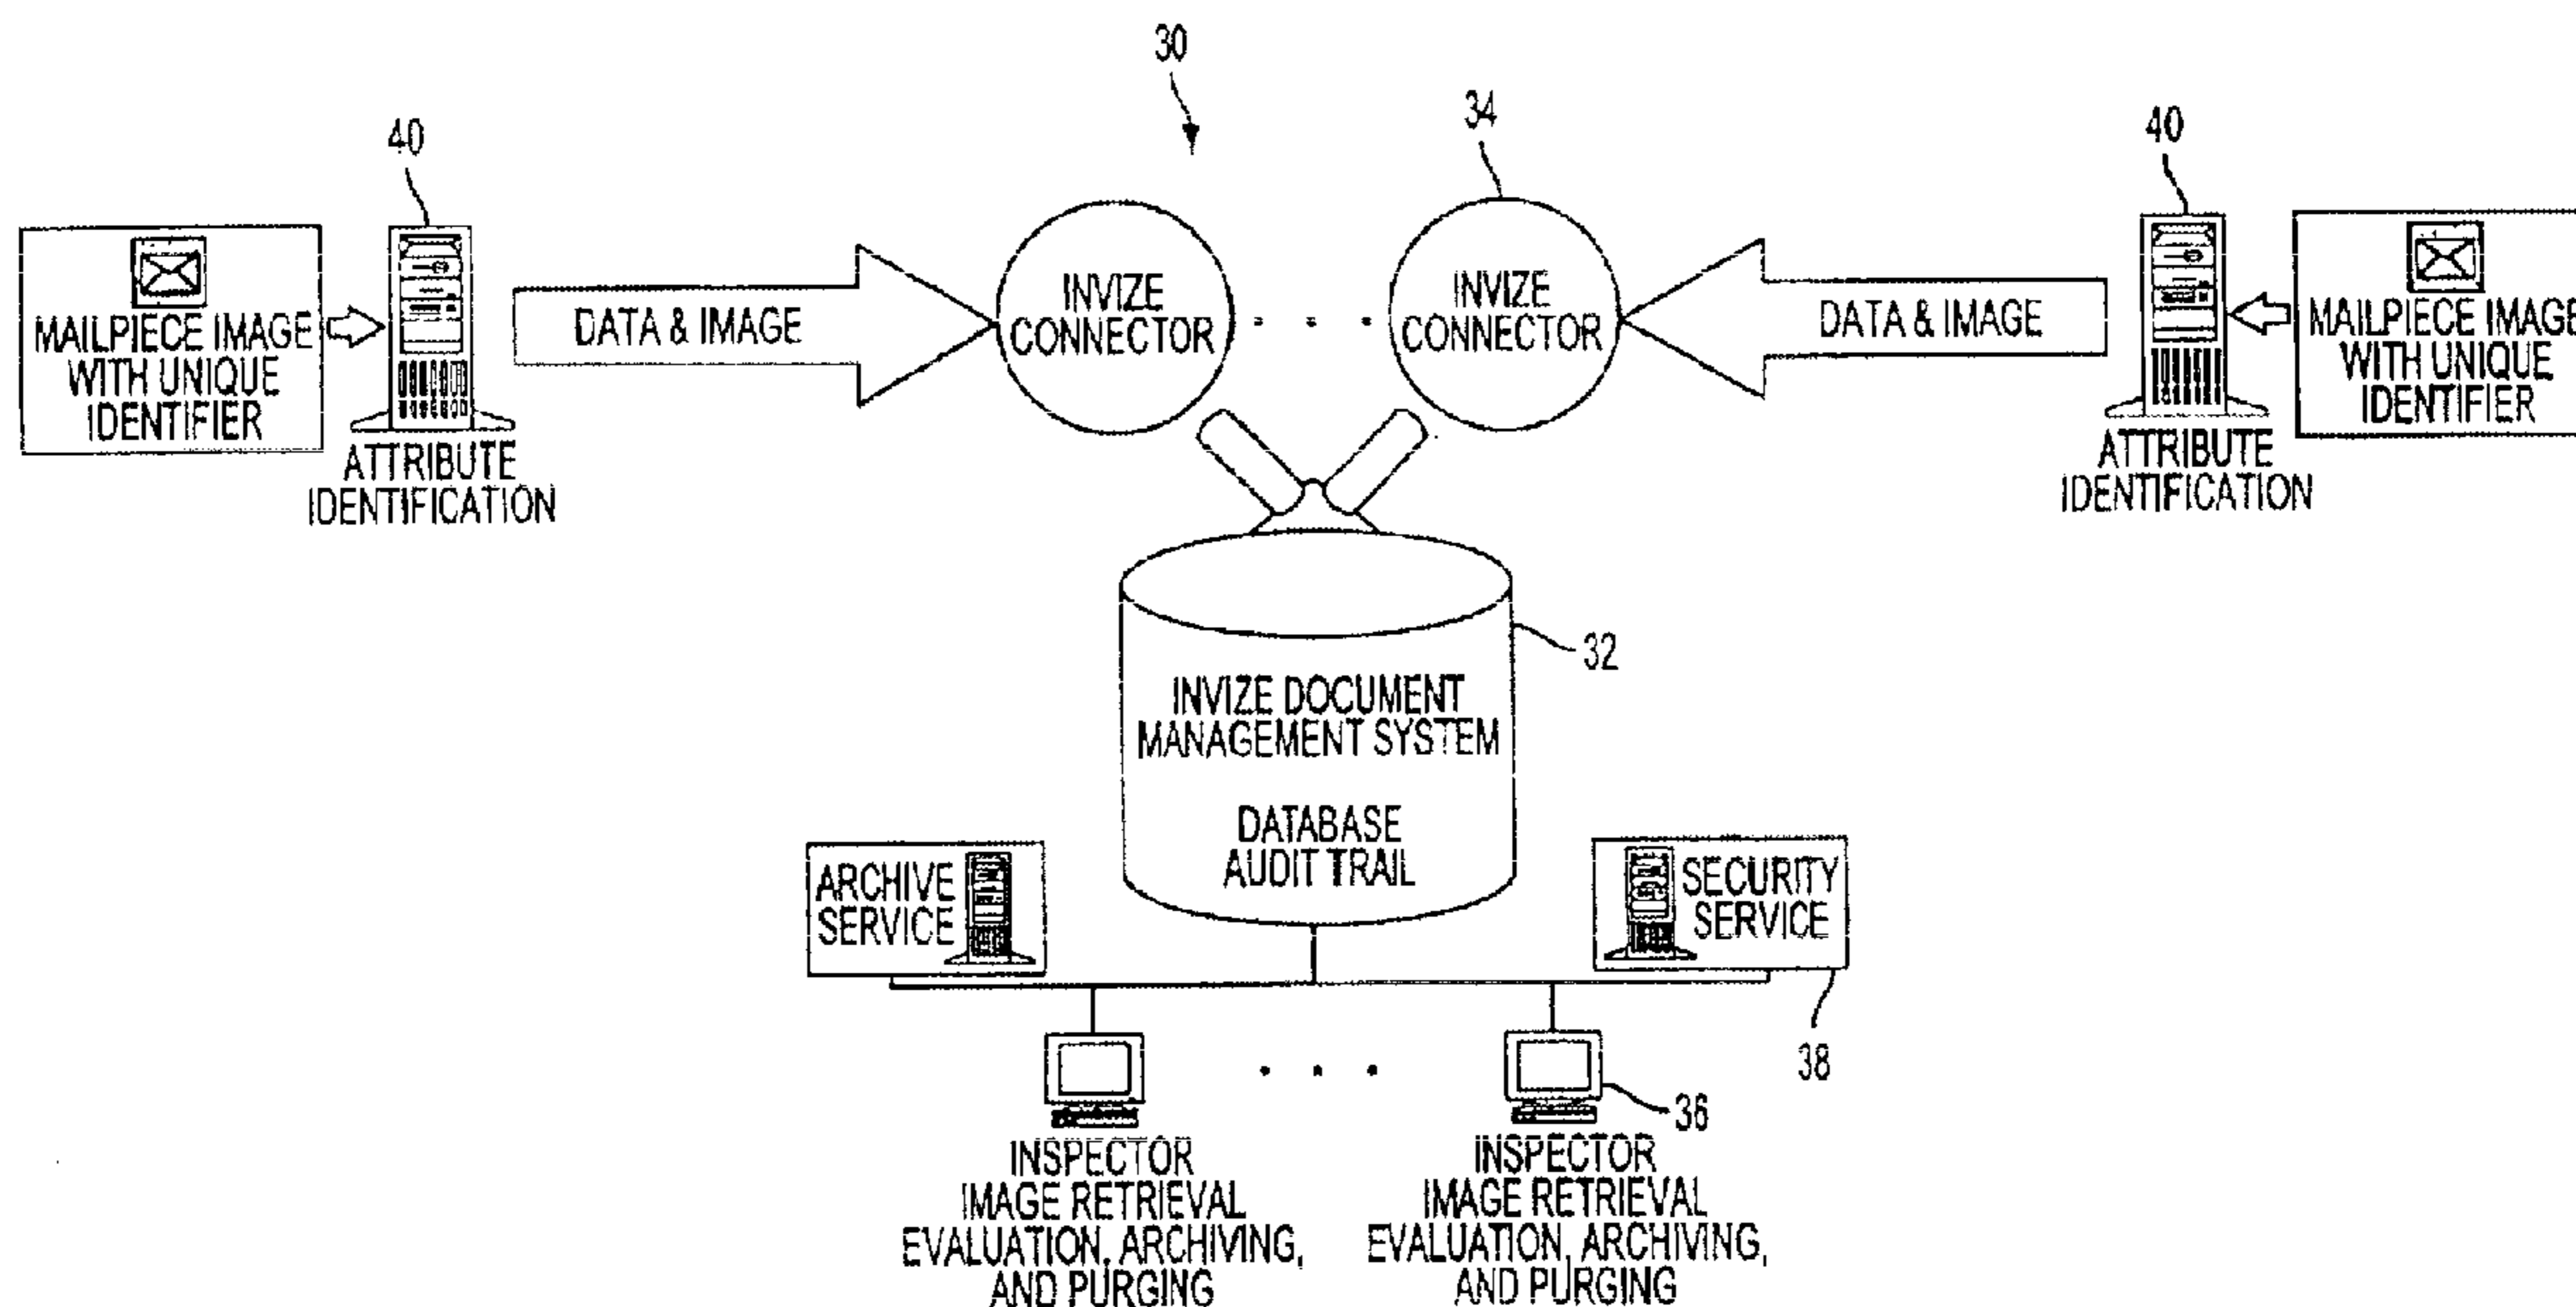 30
34
40
40
MAILPIECE IMAGE
WITH UNIQUE
IDENTIFIER
ATTRIBUTE
IDENTIFICATION
DATA & IMAGE
INVIZE
CONNECTOR
INVIZE
CONNECTOR
DATA & IMAGE
ATTRIBUTE
IDENTIFICATION
MAILPIECE IMAGE
WITH UNIQUE
IDENTIFIER
32
INVIZE DOCUMENT
MANAGEMENT SYSTEM
DATABASE
AUDIT TRAIL
ARCHIVE
SERVICE
SECURITY
SERVICE
38
36
INSPECTOR
IMAGE RETRIEVAL
EVALUATION, ARCHIVING,
AND PURGING
INSPECTOR
IMAGE RETRIEVAL
EVALUATION, ARCHIVING,
AND PURGING